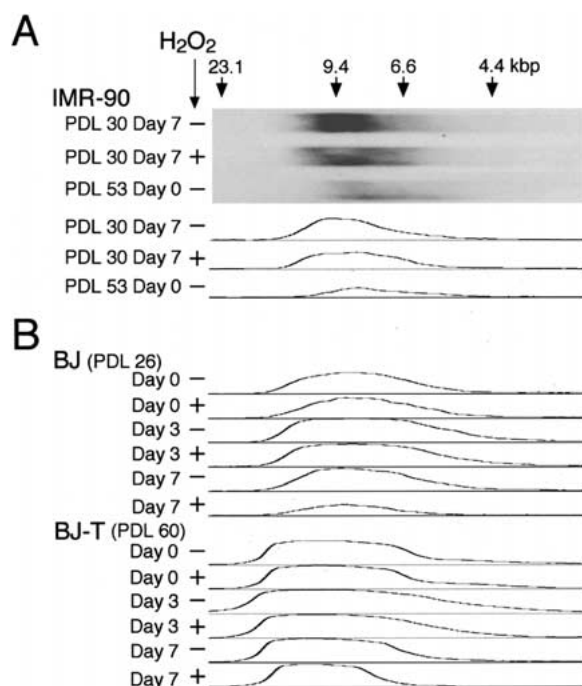 A
H₂O₂
23.1 9.4 6.6 4.4 kbp
IMR-90
PDL 30 Day 7 −
PDL 30 Day 7 +
PDL 53 Day 0 −
PDL 30 Day 7 −
PDL 30 Day 7 +
PDL 53 Day 0 −
B
BJ (PDL 26)
Day 0 −
Day 0 +
Day 3 −
Day 3 +
Day 7 −
Day 7 +
BJ-T (PDL 60)
Day 0 −
Day 0 +
Day 3 −
Day 3 +
Day 7 −
Day 7 +